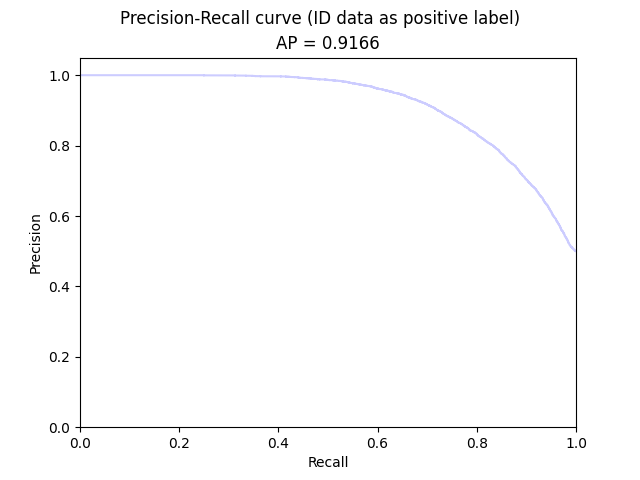 Precision-Recall curve (ID data as positive label)
AP = 0.9166
1.0
0.8
0.6
0.4
0.2
0.0
Precision
0.0 0.2 0.4 0.6 0.8 1.0
Recall